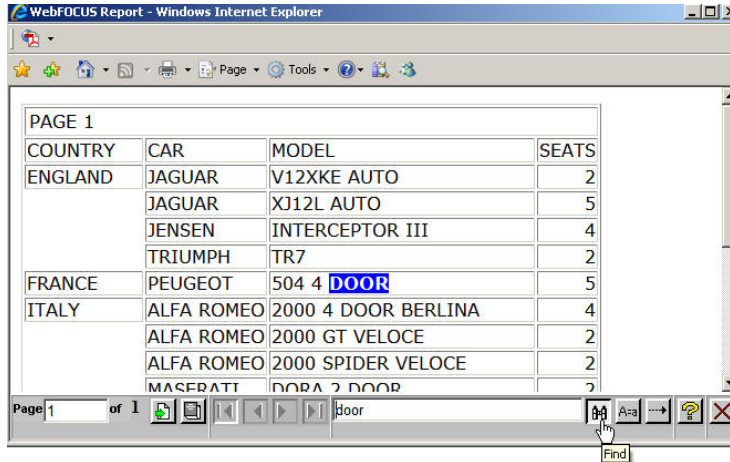 WebFOCUS Report - Windows Internet Explorer
Page Tools
PAGE 1
COUNTRY CAR MODEL SEATS
ENGLAND JAGUAR V12XKE AUTO 2
JAGUAR XJ12L AUTO 5
JENSEN INTERCEPTOR III 4
TRIUMPH TR7 2
FRANCE PEUGEOT 504 4 DOOR 5
ITALY ALFA ROMEO 2000 4 DOOR BERLINA 4
ALFA ROMEO 2000 GT VELOCE 2
ALFA ROMEO 2000 SPIDER VELOCE 2
MASERATI DORA 2 DOOR 2
Page 1 of 1 door A=a
Find